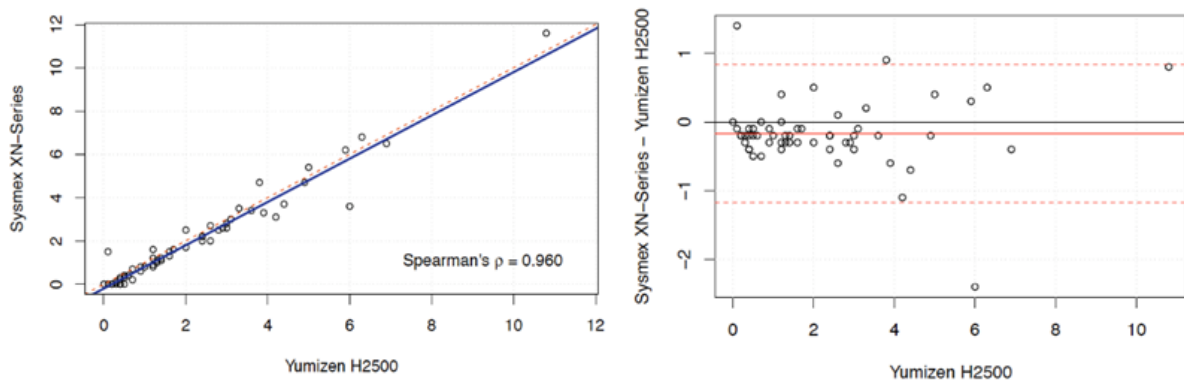 12
10
8
6
4
2
0
Sysmex XN–Series
Spearman's ρ = 0.960
0 2 4 6 8 10 12
Yumizen H2500
1
0
−1
−2
Sysmex XN–Series − Yumizen H2500
0 2 4 6 8 10
Yumizen H2500